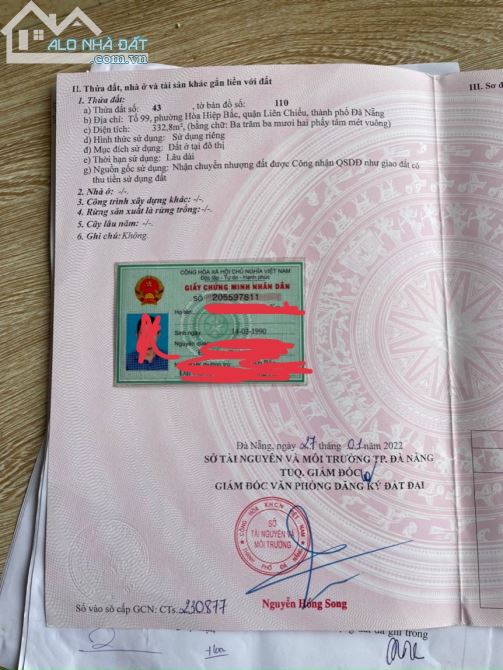 ALO NHÀ ĐẤT
II. Thửa đất, nhà ở và tài sản khác gắn liền với đất
III. Sơ đ
1. Thửa đất:
a) Thửa đất số: 43 , tờ bản đồ số: 110
b) Địa chỉ: Tổ 99, phường Hòa Hiệp Bắc, quận Liên Chiểu, thành phố Đà Nẵng
c) Diện tích: 332,8m², (bằng chữ: Ba trăm ba mươi hai phẩy tám mét vuông)
d) Hình thức sử dụng: Sử dụng riêng
đ) Mục đích sử dụng: Đất ở tại đô thị
e) Thời hạn sử dụng: Lâu dài
g) Nguồn gốc sử dụng: Nhận chuyển nhượng đất được Công nhận QSDĐ như giao đất có
thu tiền sử dụng đất
2. Nhà ở: -/-.
3. Công trình xây dựng khác: -/-.
4. Rừng sản xuất là rừng trồng: -/-.
5. Cây lâu năm: -/-.
6. Ghi chú: Không.
CỘNG HÒA XÃ HỘI CHỦ NGHĨA VIỆT NAM
Độc lập - Tự do - Hạnh phúc
GIẤY CHỨNG MINH NHÂN DÂN
SỐ 205597811
Họ tên
Sinh ngày 14-03-1990
Nguyên quán
Đà Nẵng, ngày 27 tháng 01 năm 2022
SỞ TÀI NGUYÊN VÀ MÔI TRƯỜNG TP. ĐÀ NẴNG
TUQ. GIÁM ĐỐC
GIÁM ĐỐC VĂN PHÒNG ĐĂNG KÝ ĐẤT ĐAI
CỘNG HÒA XHCN VIỆT NAM
SỞ
TÀI NGUYÊN VÀ
MÔI TRƯỜNG
THÀNH PHỐ ĐÀ NẴNG
Số vào sổ cấp GCN: CTs. 230877
Nguyễn Hồng Song
ghi trong
2